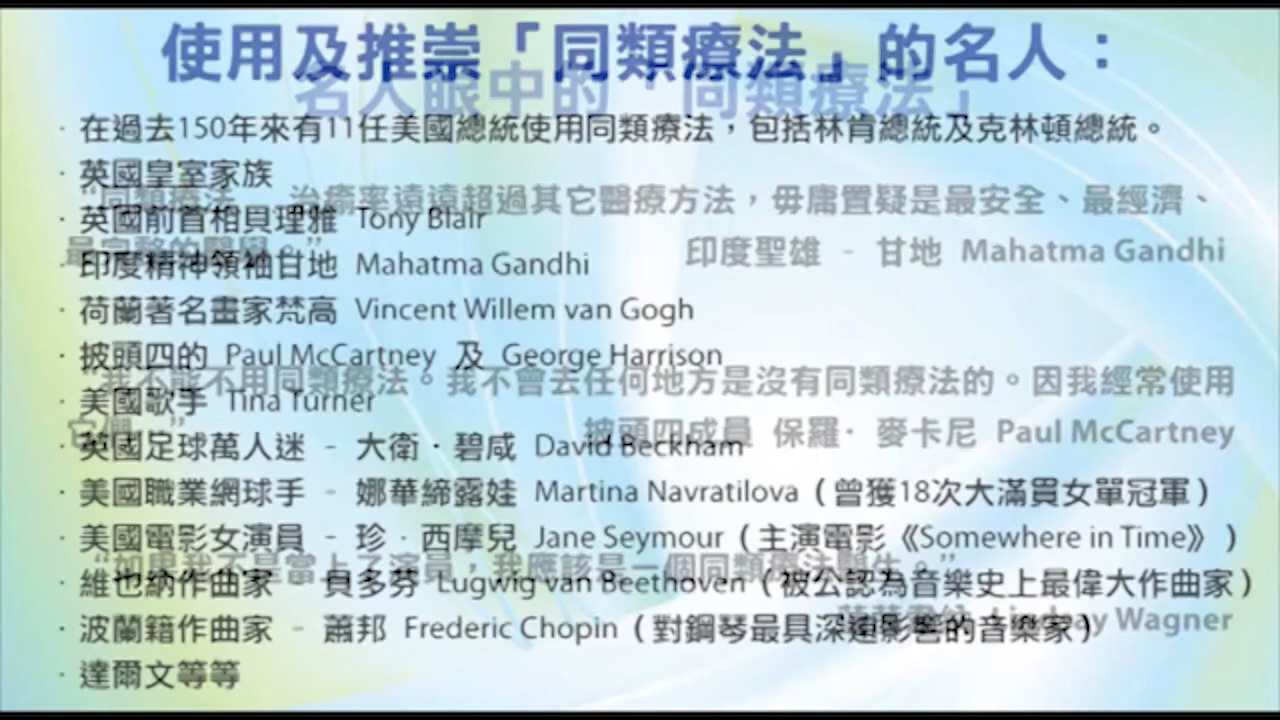 使用及推崇「同類療法」的名人：
名人眼中的「同類療法」
· 在過去150年來有11任美國總統使用同類療法，包括林肯總統及克林頓總統。
· 英國皇室家族
治療率遠遠超過其它醫療方法，毋庸置疑是最安全、最經濟、
· 英國前首相貝理雅 Tony Blair
印度聖雄 - 甘地 Mahatma Gandhi
· 印度精神領袖甘地 Mahatma Gandhi
· 荷蘭著名畫家梵高 Vincent Willem van Gogh
· 披頭四的 Paul McCartney 及 George Harrison
我不能不用同類療法。我不會去任何地方是沒有同類療法的。因我經常使用
· 美國歌手 Tina Turner
披頭四成員 保羅· 麥卡尼 Paul McCartney
· 英國足球萬人迷 - 大衛·碧咸 David Beckham
· 美國職業網球手 - 娜華締露娃 Martina Navratilova（曾獲18次大滿貫女單冠軍）
· 美國電影女演員 - 珍·西摩兒 Jane Seymour（主演電影《Somewhere in Time》）
· 維也納作曲家 - 貝多芬 Lugwig van Beethoven（被公認為音樂史上最偉大作曲家）
Lindsay Wagner
· 波蘭籍作曲家 - 蕭邦 Frederic Chopin（對鋼琴最具深遠影響的音樂家）
· 達爾文等等